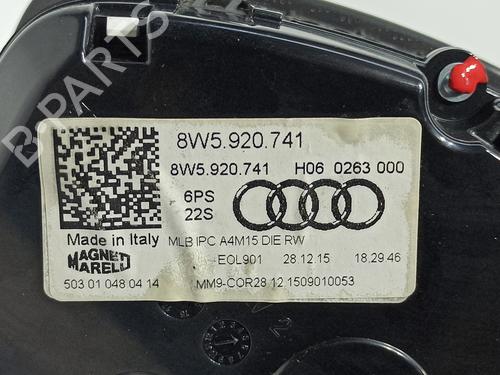 B-PARTS
8W5.920.741
8W5.920.741 H06 0263 000
6PS
22S
Made in Italy
MLB IPC A4M15 DIE RW
MAGNETI
MARELLI
EOL901 28.12.15 18.29 46
503 01 048 04 14
MM9-COR28 12 1509010053